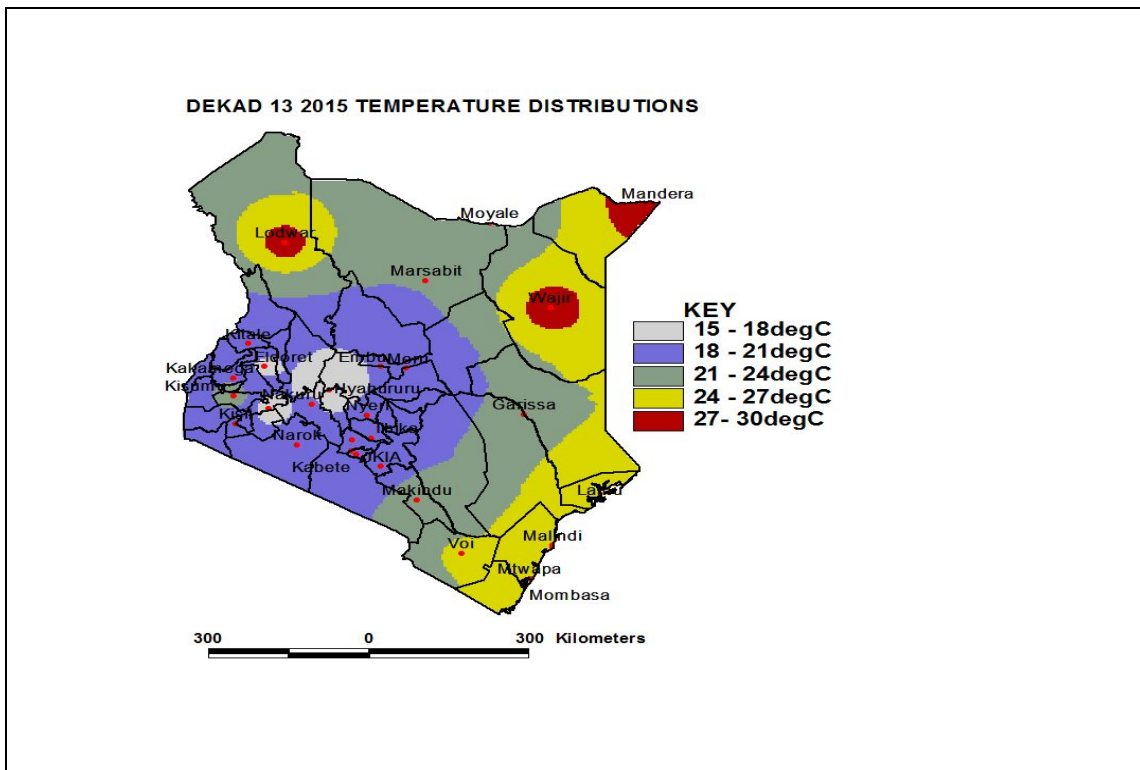 DEKAD 13 2015 TEMPERATURE DISTRIBUTIONS
Mandera
Moyale
Lodwar
Marsabit
Wajir
KEY
15 - 18degC
18 - 21degC
21 - 24degC
24 - 27degC
27- 30degC
Kitale
Eldoret
Embu
Meru
Kakamega
Kisumu
Nyahururu
Nakuru
Nyeri
Garissa
Kisii
Thika
Narok
Kabete
JKIA
Makindu
Lamu
Voi
Malindi
Mtwapa
Mombasa
300
0
300 Kilometers